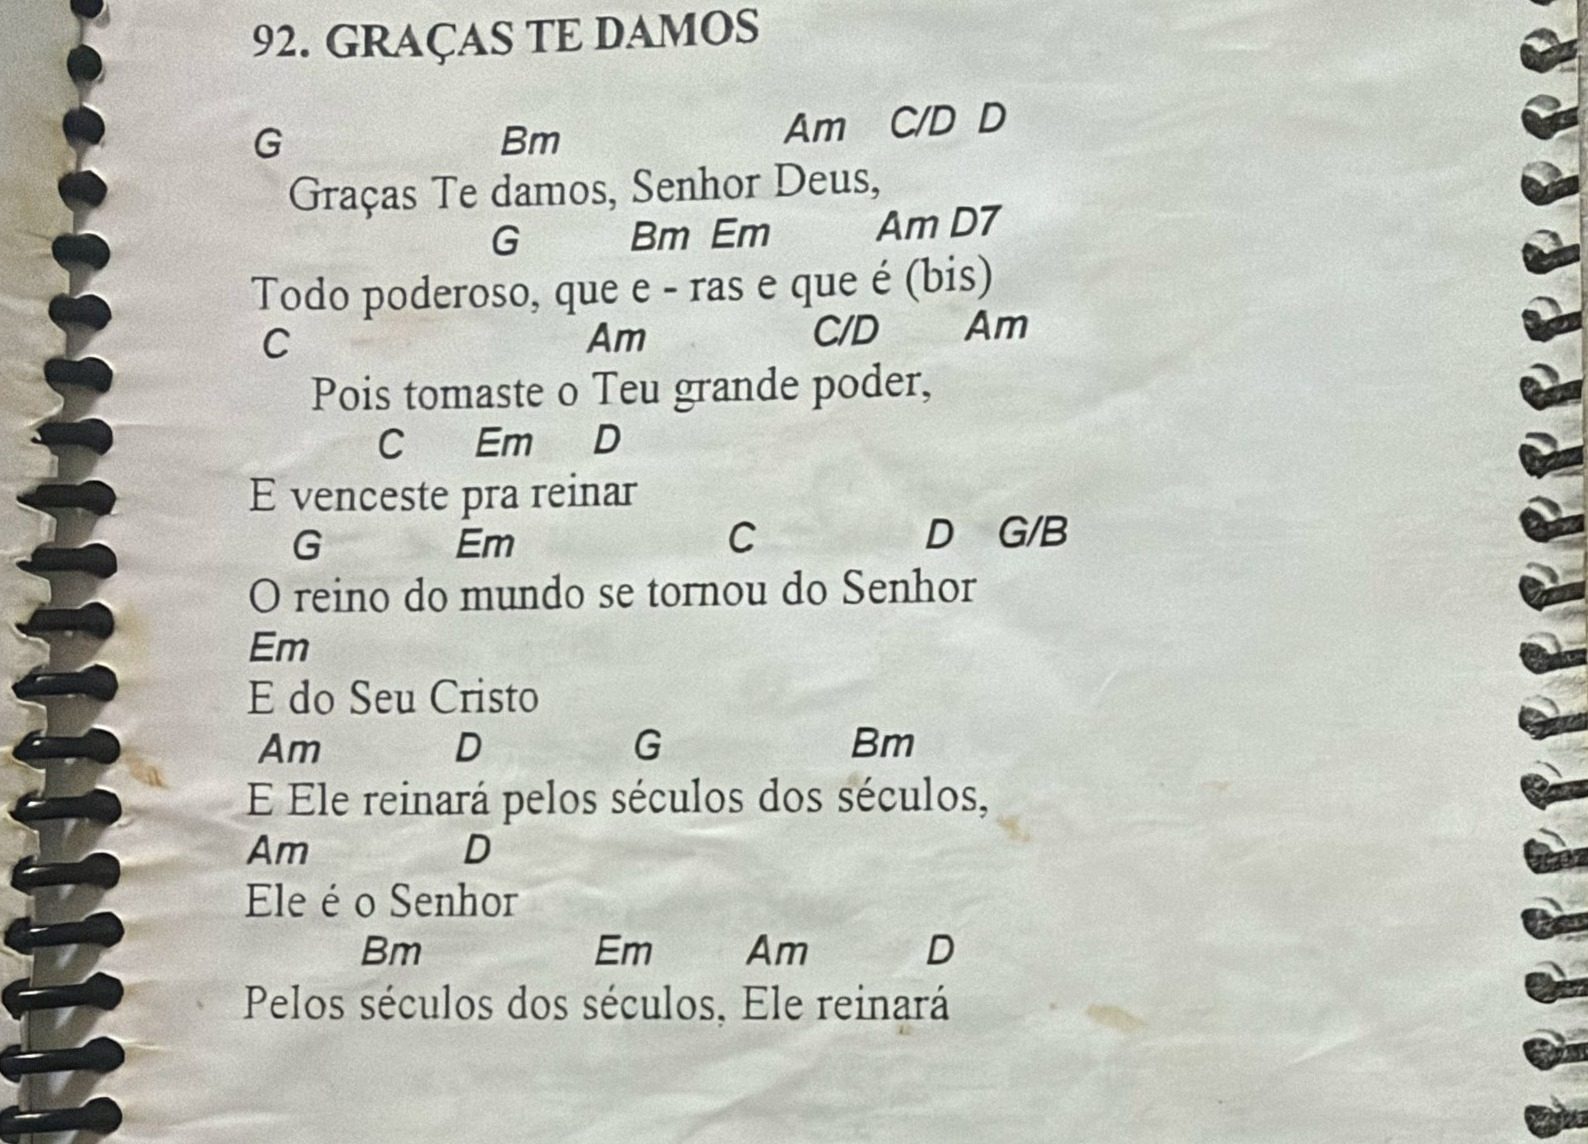 92. GRAÇAS TE DAMOS
G Bm Am C/D D
Graças Te damos, Senhor Deus,
G Bm Em Am D7
Todo poderoso, que e - ras e que é (bis)
C Am C/D Am
Pois tomaste o Teu grande poder,
C Em D
E venceste pra reinar
G Em C D G/B
O reino do mundo se tornou do Senhor
Em
E do Seu Cristo
Am D G Bm
E Ele reinará pelos séculos dos séculos,
Am D
Ele é o Senhor
Bm Em Am D
Pelos séculos dos séculos, Ele reinará